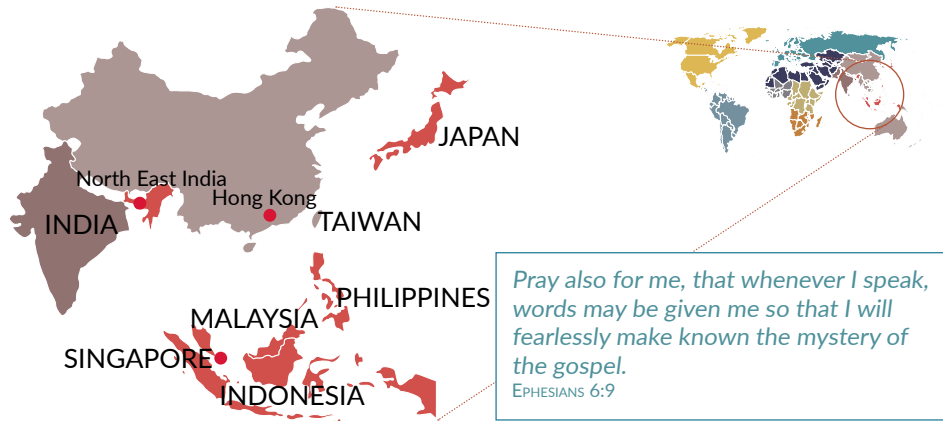 JAPAN
North East India
Hong Kong
INDIA
TAIWAN
PHILIPPINES
MALAYSIA
SINGAPORE
INDONESIA
Pray also for me, that whenever I speak,
words may be given me so that I will
fearlessly make known the mystery of
the gospel.
Ephesians 6:9